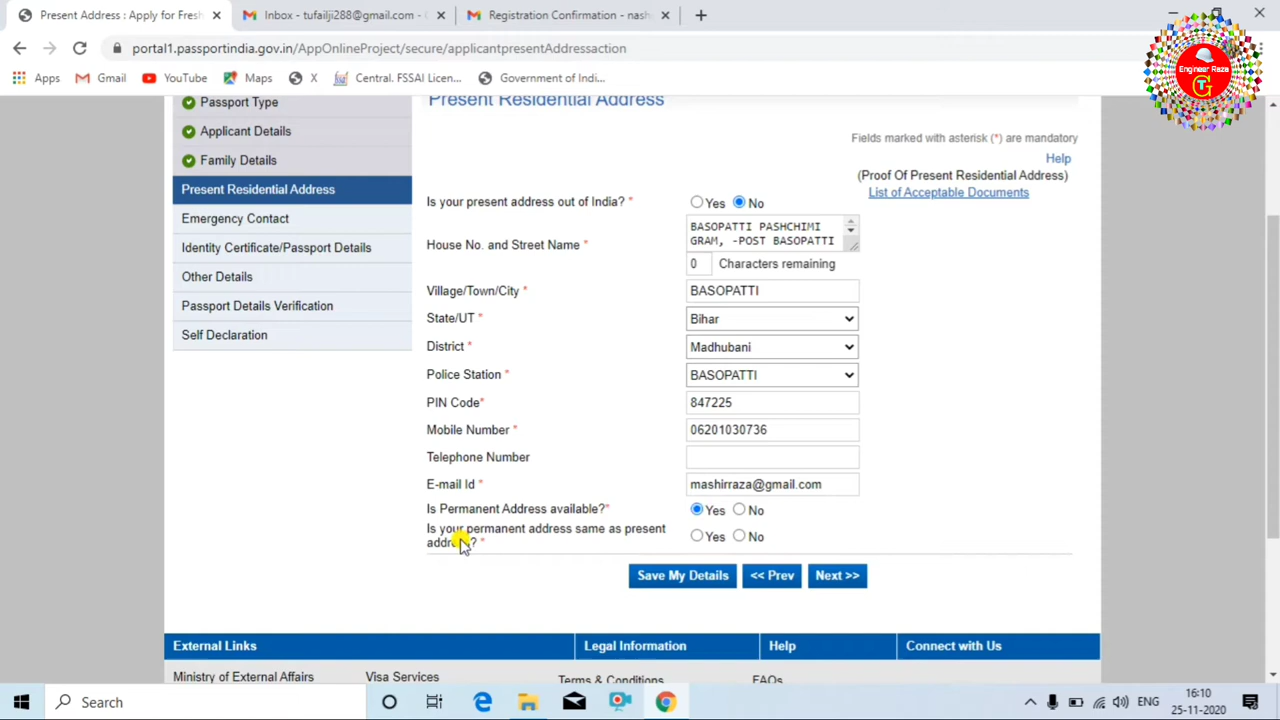 Present Address : Apply for Fresh
Inbox - tufailji288@gmail.com -
Registration Confirmation - nash
portal1.passportindia.gov.in/AppOnlineProject/secure/applicantpresentAddressaction
Apps
Gmail
YouTube
Maps
X
Central. FSSAI Licen...
Government of Indi...
Engineer Raza
TG
Passport Type
Present Residential Address
Applicant Details
Fields marked with asterisk (*) are mandatory
Family Details
Help
(Proof Of Present Residential Address)
Present Residential Address
List of Acceptable Documents
Is your present address out of India? * Yes No
Emergency Contact
House No. and Street Name * BASOPATTI PASHCHIMI
GRAM, -POST BASOPATTI
Identity Certificate/Passport Details
0 Characters remaining
Other Details
Village/Town/City * BASOPATTI
Passport Details Verification
State/UT * Bihar
Self Declaration
District * Madhubani
Police Station * BASOPATTI
PIN Code* 847225
Mobile Number * 06201030736
Telephone Number
E-mail Id * mashirraza@gmail.com
Is Permanent Address available?* Yes No
Is your permanent address same as present
address? * Yes No
Save My Details
<< Prev
Next >>
External Links
Legal Information
Help
Connect with Us
Ministry of External Affairs
Visa Services
Terms & Conditions
FAQs
Search
ENG
16:10
25-11-2020